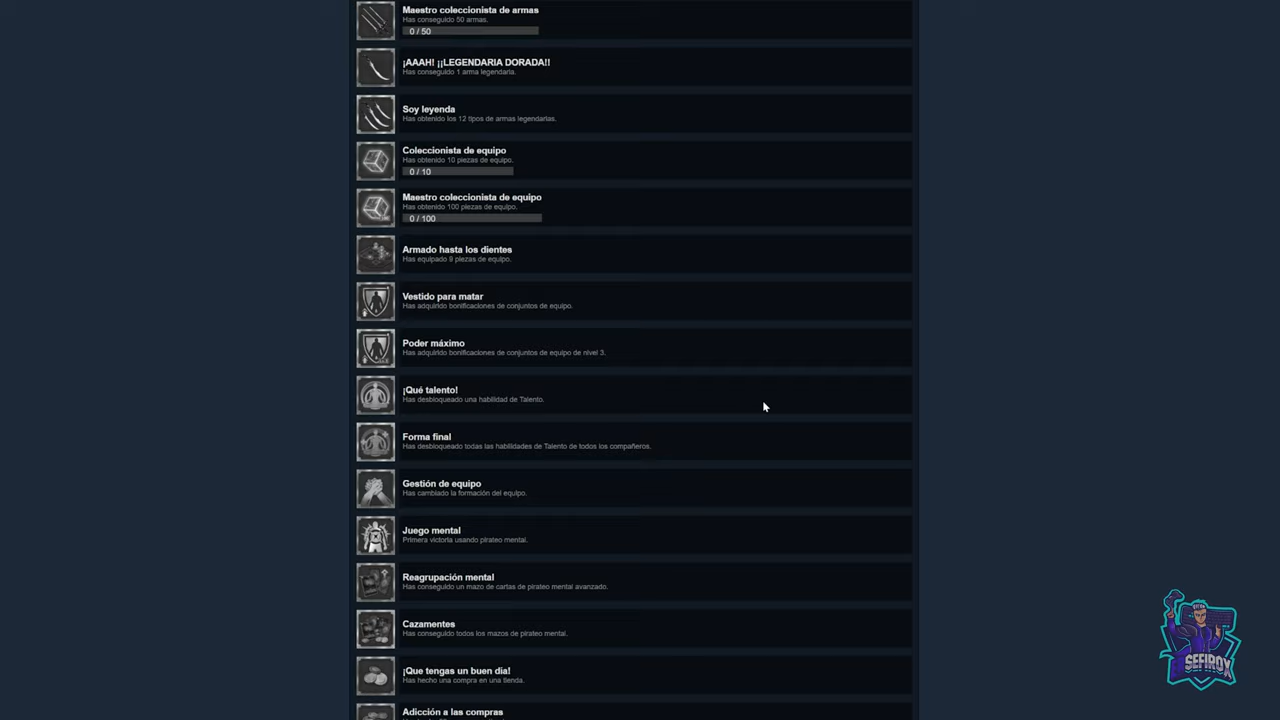 Maestro coleccionista de armas
Has conseguido 50 armas.
0 / 50
¡AAAH! ¡¡LEGENDARIA DORADA!!
Has conseguido 1 arma legendaria.
Soy leyenda
Has obtenido los 12 tipos de armas legendarias.
Coleccionista de equipo
Has obtenido 10 piezas de equipo.
0 / 10
Maestro coleccionista de equipo
Has obtenido 100 piezas de equipo.
0 / 100
Armado hasta los dientes
Has equipado 9 piezas de equipo.
Vestido para matar
Has adquirido bonificaciones de conjuntos de equipo.
Poder máximo
Has adquirido bonificaciones de conjuntos de equipo de nivel 3.
¡Qué talento!
Has desbloqueado una habilidad de Talento.
Forma final
Has desbloqueado todas las habilidades de Talento de todos los compañeros.
Gestión de equipo
Has cambiado la formación del equipo.
Juego mental
Primera victoria usando pirateo mental.
Reagrupación mental
Has conseguido un mazo de cartas de pirateo mental avanzado.
Cazamentes
Has conseguido todos los mazos de pirateo mental.
¡Que tengas un buen día!
Has hecho una compra en una tienda.
Adicción a las compras
SEFIROX